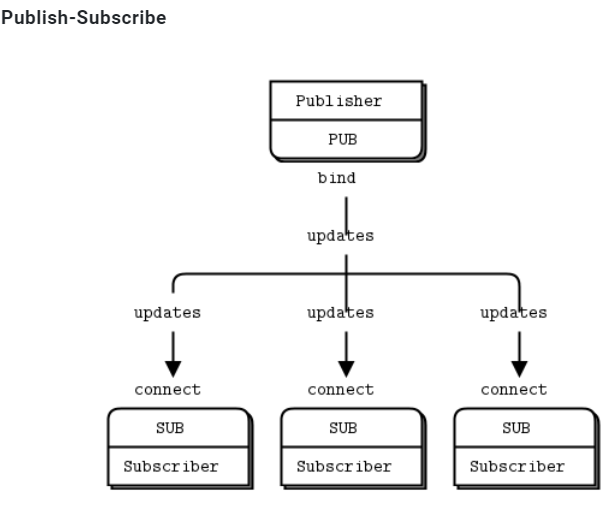 Publish-Subscribe
Publisher
PUB
bind
updates
updates updates updates
connect connect connect
SUB SUB SUB
Subscriber Subscriber Subscriber